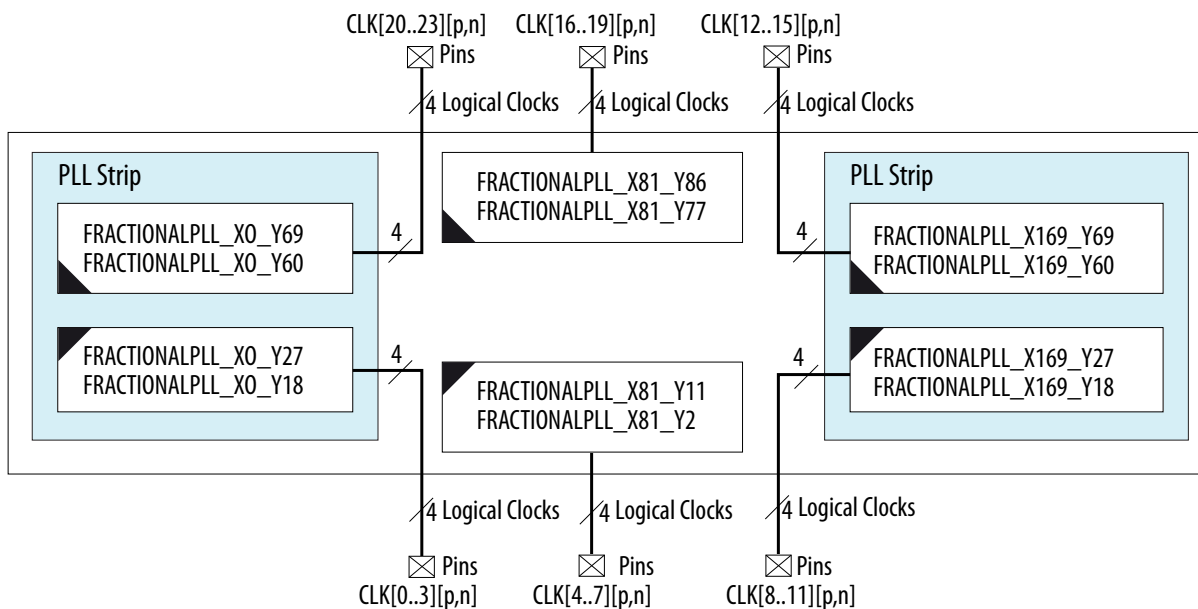 CLK[20..23][p,n] CLK[16..19][p,n] CLK[12..15][p,n]
Pins Pins Pins
4 Logical Clocks 4 Logical Clocks 4 Logical Clocks
PLL Strip
FRACTIONALPLL_X0_Y69
FRACTIONALPLL_X0_Y60
4
FRACTIONALPLL_X0_Y27
FRACTIONALPLL_X0_Y18
4
FRACTIONALPLL_X81_Y86
FRACTIONALPLL_X81_Y77
FRACTIONALPLL_X81_Y11
FRACTIONALPLL_X81_Y2
PLL Strip
4
FRACTIONALPLL_X169_Y69
FRACTIONALPLL_X169_Y60
4
FRACTIONALPLL_X169_Y27
FRACTIONALPLL_X169_Y18
4 Logical Clocks 4 Logical Clocks 4 Logical Clocks
Pins Pins Pins
CLK[0..3][p,n] CLK[4..7][p,n] CLK[8..11][p,n]